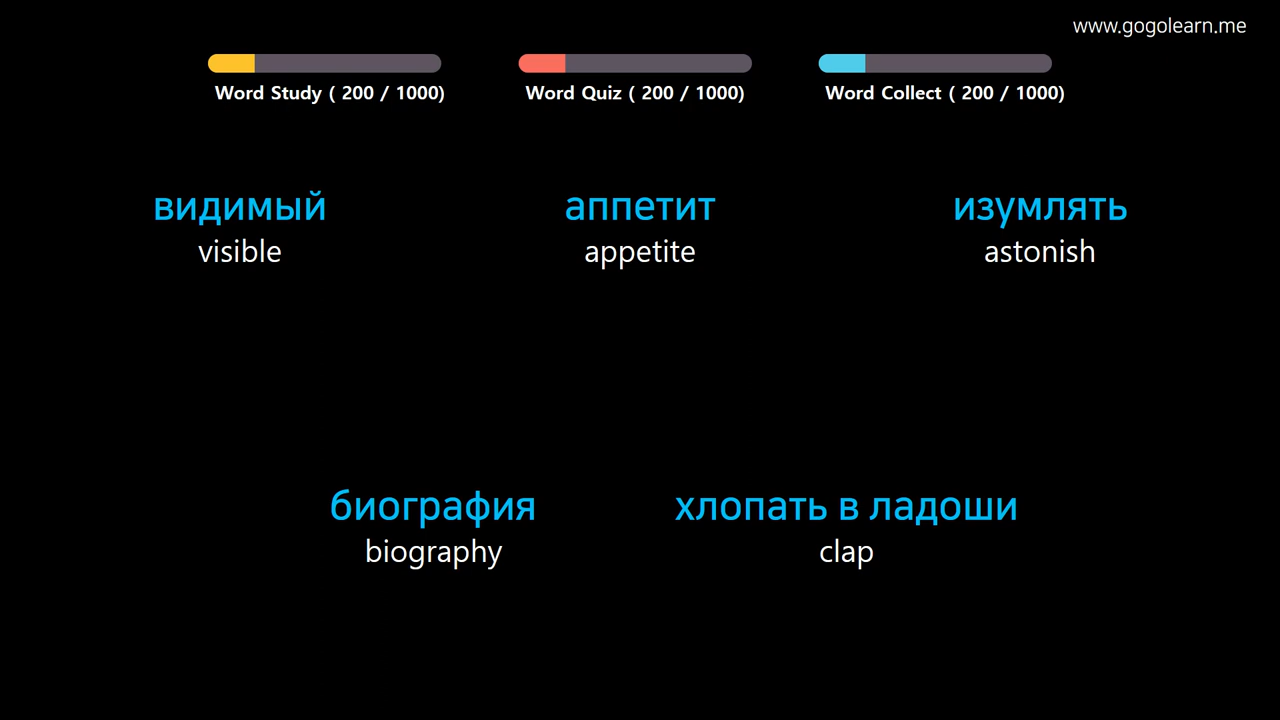 www.gogolearn.me
Word Study ( 200 / 1000)
Word Quiz ( 200 / 1000)
Word Collect ( 200 / 1000)
видимый
visible
аппетит
appetite
изумлять
astonish
биография
biography
хлопать в ладоши
clap